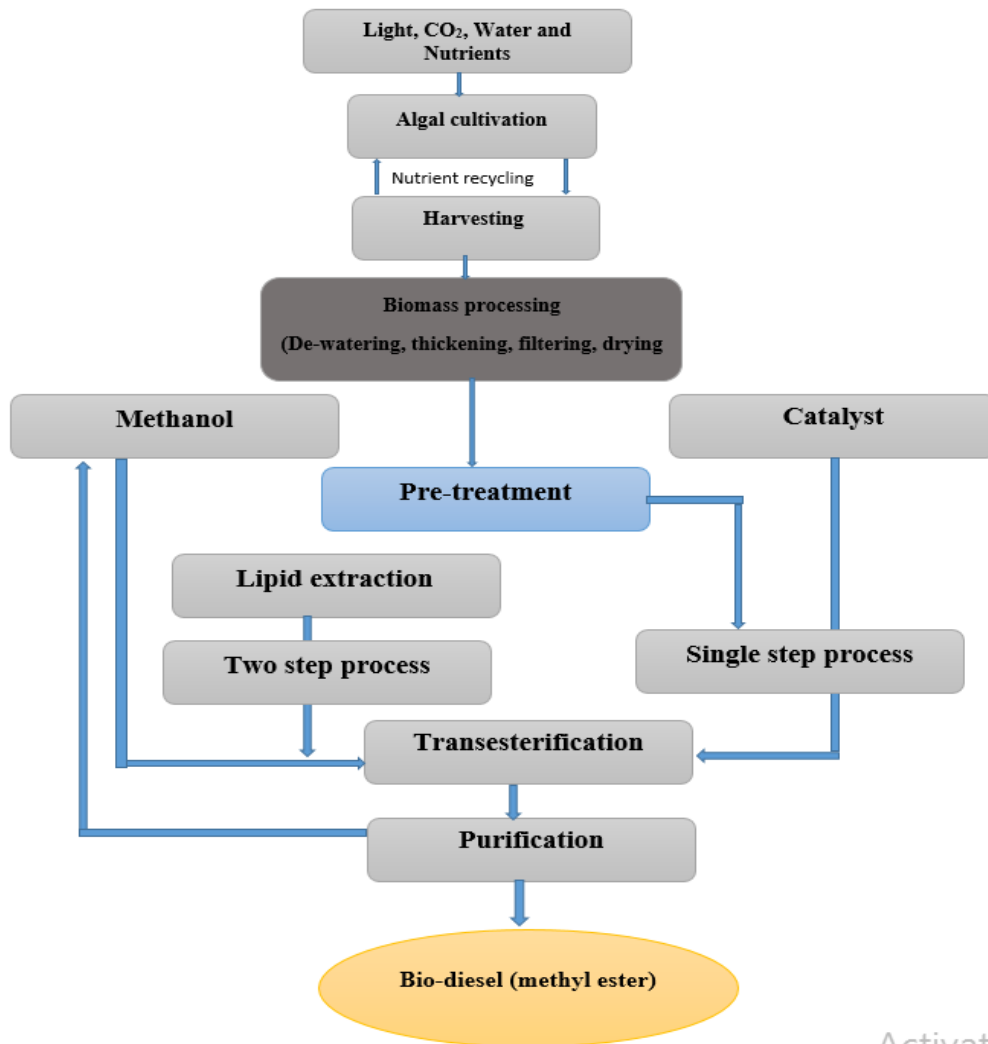 Light, CO₂, Water and
Nutrients
Algal cultivation
Nutrient recycling
Harvesting
Biomass processing
(De-watering, thickening, filtering, drying
Methanol
Catalyst
Pre-treatment
Lipid extraction
Two step process
Single step process
Transesterification
Purification
Bio-diesel (methyl ester)
Activat